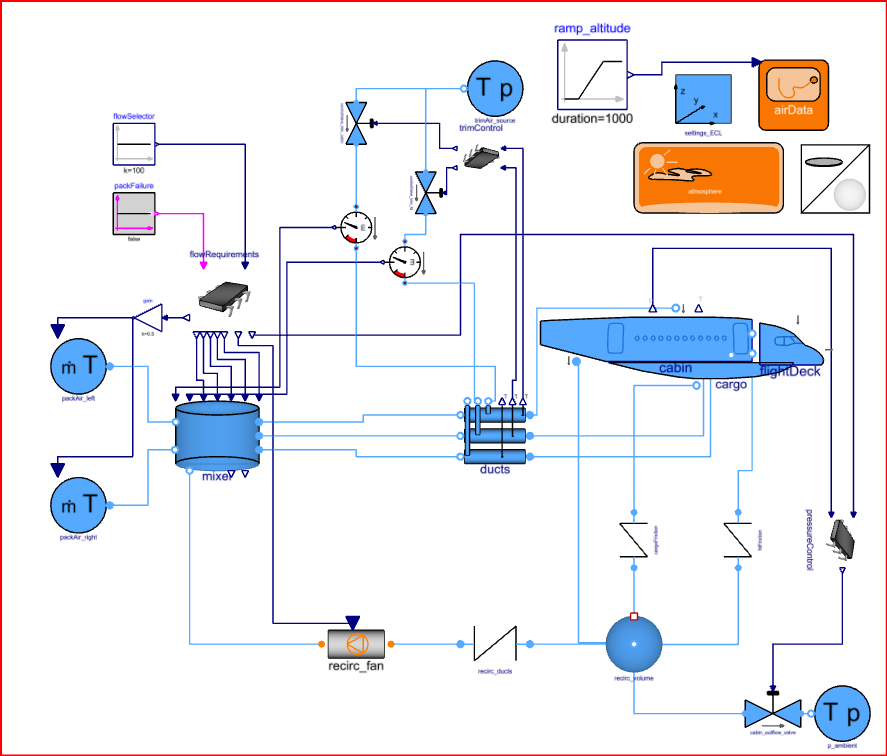 ramp_altitude
duration=1000
z
y
x
settings_ECL
airData
T p
trimAir_source
trimControl
flowSelector
k=100
packFailure
false
atmosphere
E
E
flowRequirements
gain
k=0.5
ṁ T
packAir_left
T
cabin
flightDeck
cargo
mixer
ducts
ṁ T
packAir_right
cargoFriction
pressureControl
recirc_fan
recirc_ducts
recirc_volume
T p
cabin_outflow_valve
p_ambient